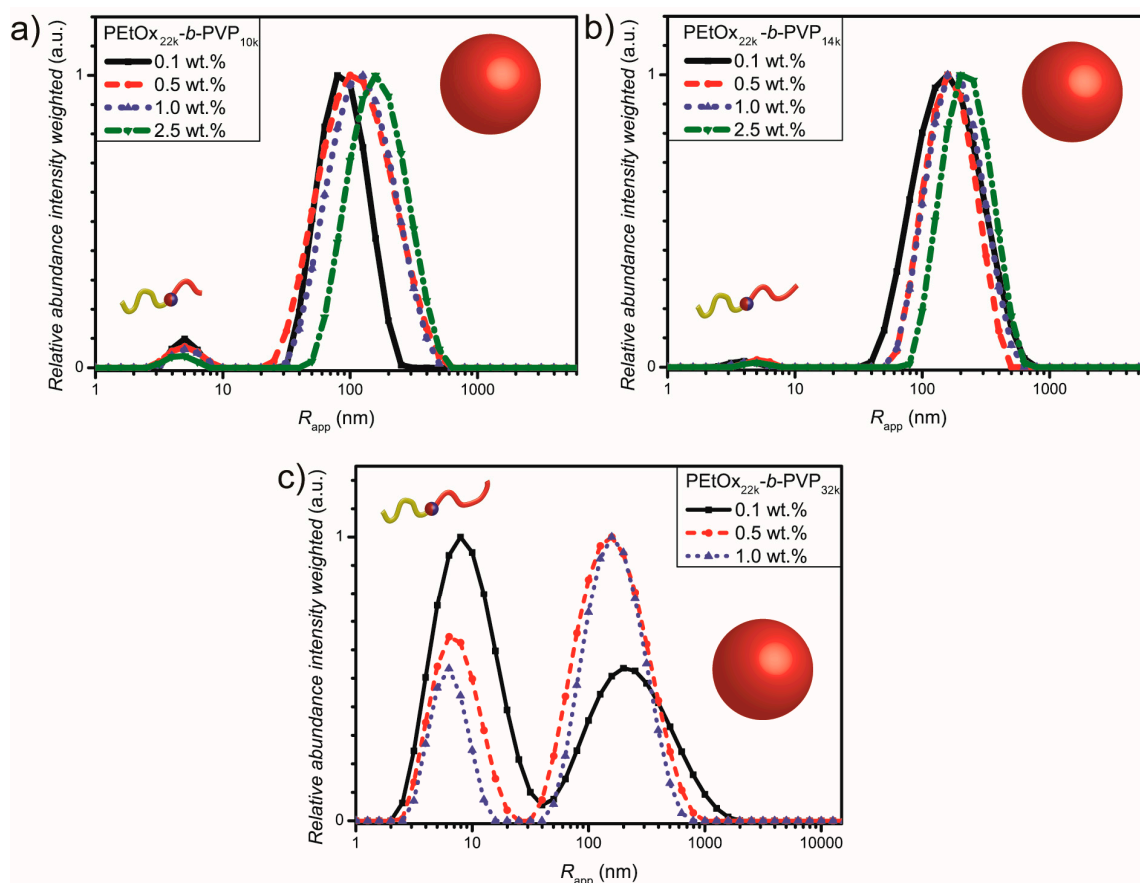 a)
PEtOx22k-b-PVP10k
0.1 wt.%
0.5 wt.%
1.0 wt.%
2.5 wt.%
Relative abundance intensity weighted (a.u.)
1
0
1
10
100
1000
Rapp (nm)
b)
PEtOx22k-b-PVP14k
0.1 wt.%
0.5 wt.%
1.0 wt.%
2.5 wt.%
Relative abundance intensity weighted (a.u.)
1
0
1
10
100
1000
Rapp (nm)
c)
PEtOx22k-b-PVP32k
0.1 wt.%
0.5 wt.%
1.0 wt.%
Relative abundance intensity weighted (a.u.)
1
0
1
10
100
1000
10000
Rapp (nm)